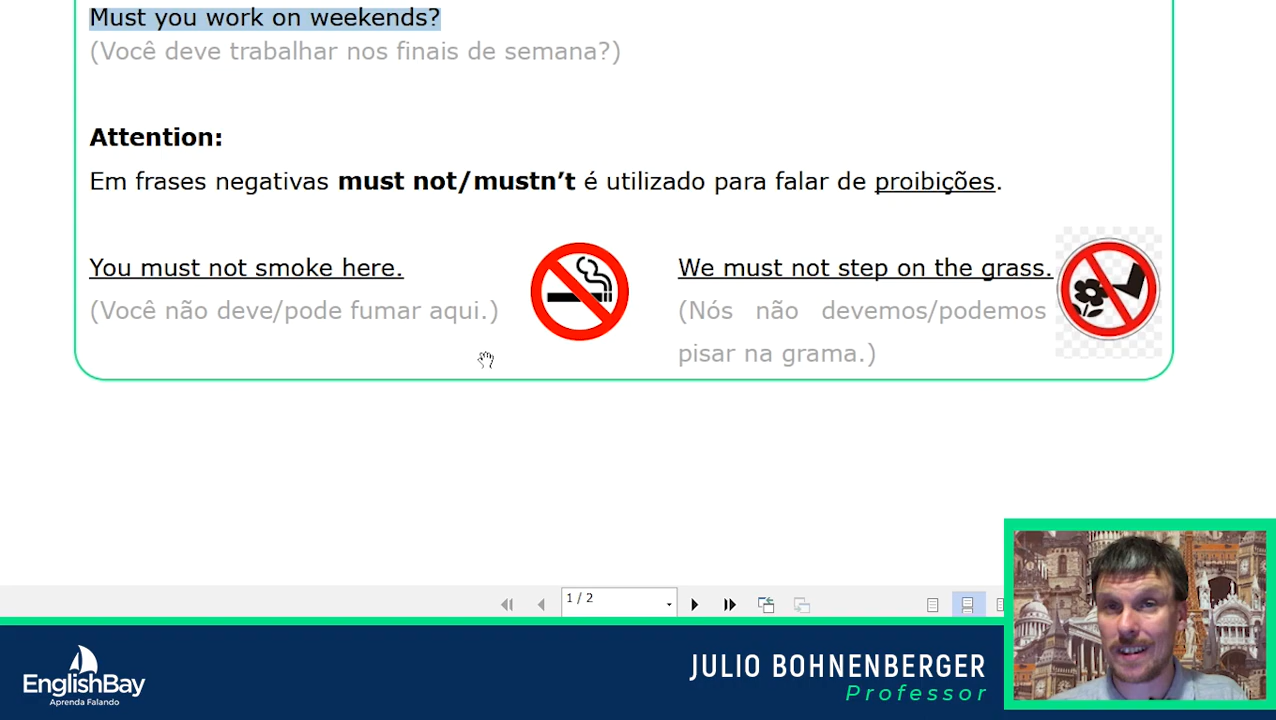 Must you work on weekends?
(Você deve trabalhar nos finais de semana?)
Attention:
Em frases negativas must not/mustn’t é utilizado para falar de proibições.
You must not smoke here.
(Você não deve/pode fumar aqui.)
We must not step on the grass.
(Nós não devemos/podemos
pisar na grama.)
1 / 2
EnglishBay
Aprenda Falando
JULIO BOHNENBERGER
Professor